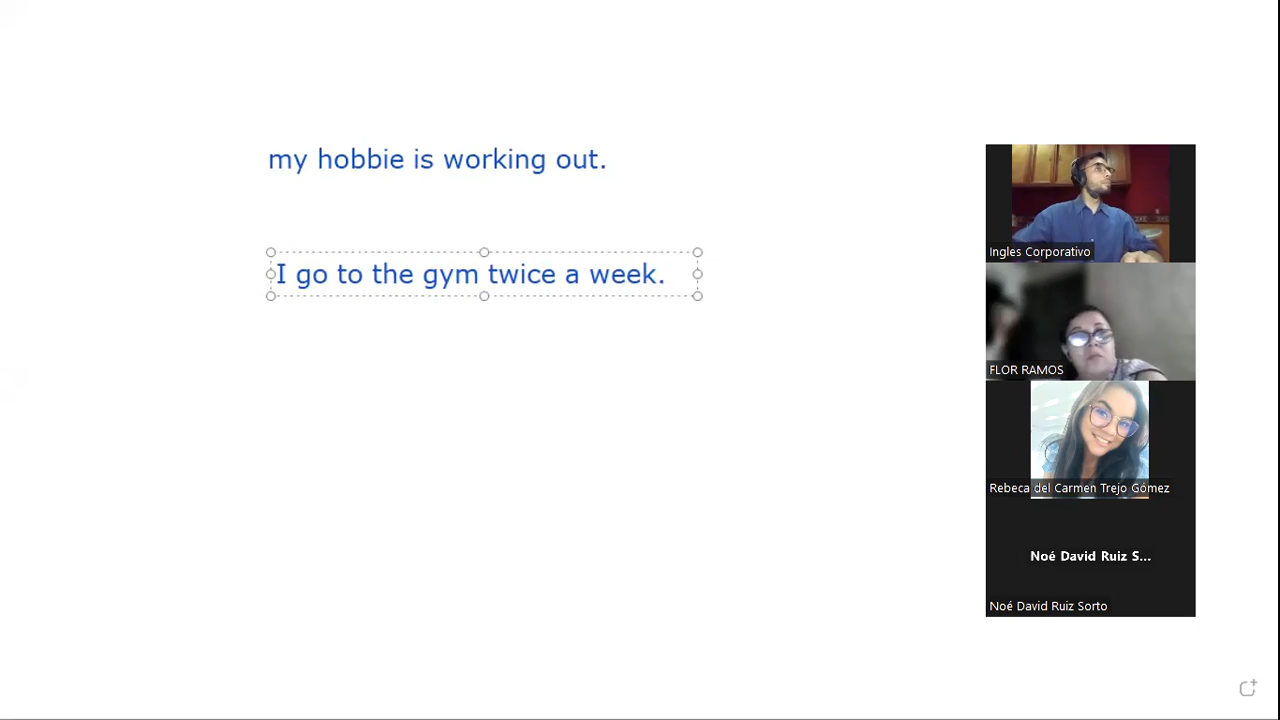 my hobbie is working out.
I go to the gym twice a week.
Ingles Corporativo
FLOR RAMOS
Rebeca del Carmen Trejo Gómez
Noé David Ruiz S...
Noé David Ruiz Sorto